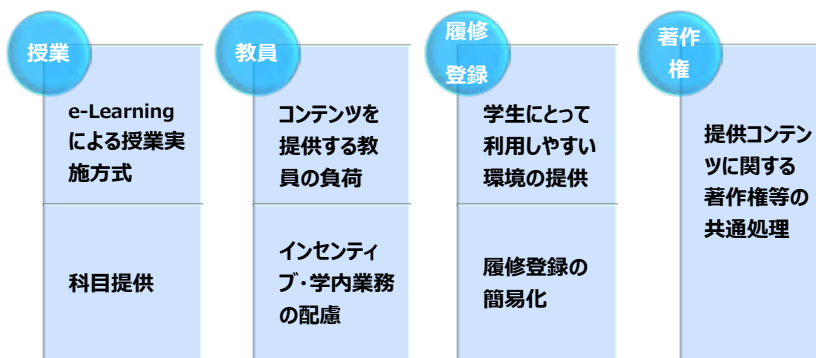 授業
e-Learning
による授業実
施方式
科目提供
教員
コンテンツを
提供する教
員の負荷
インセンティ
ブ・学内業務
の配慮
履修
登録
学生にとって
利用しやすい
環境の提供
履修登録の
簡易化
著作
権
提供コンテン
ツに関する
著作権等の
共通処理